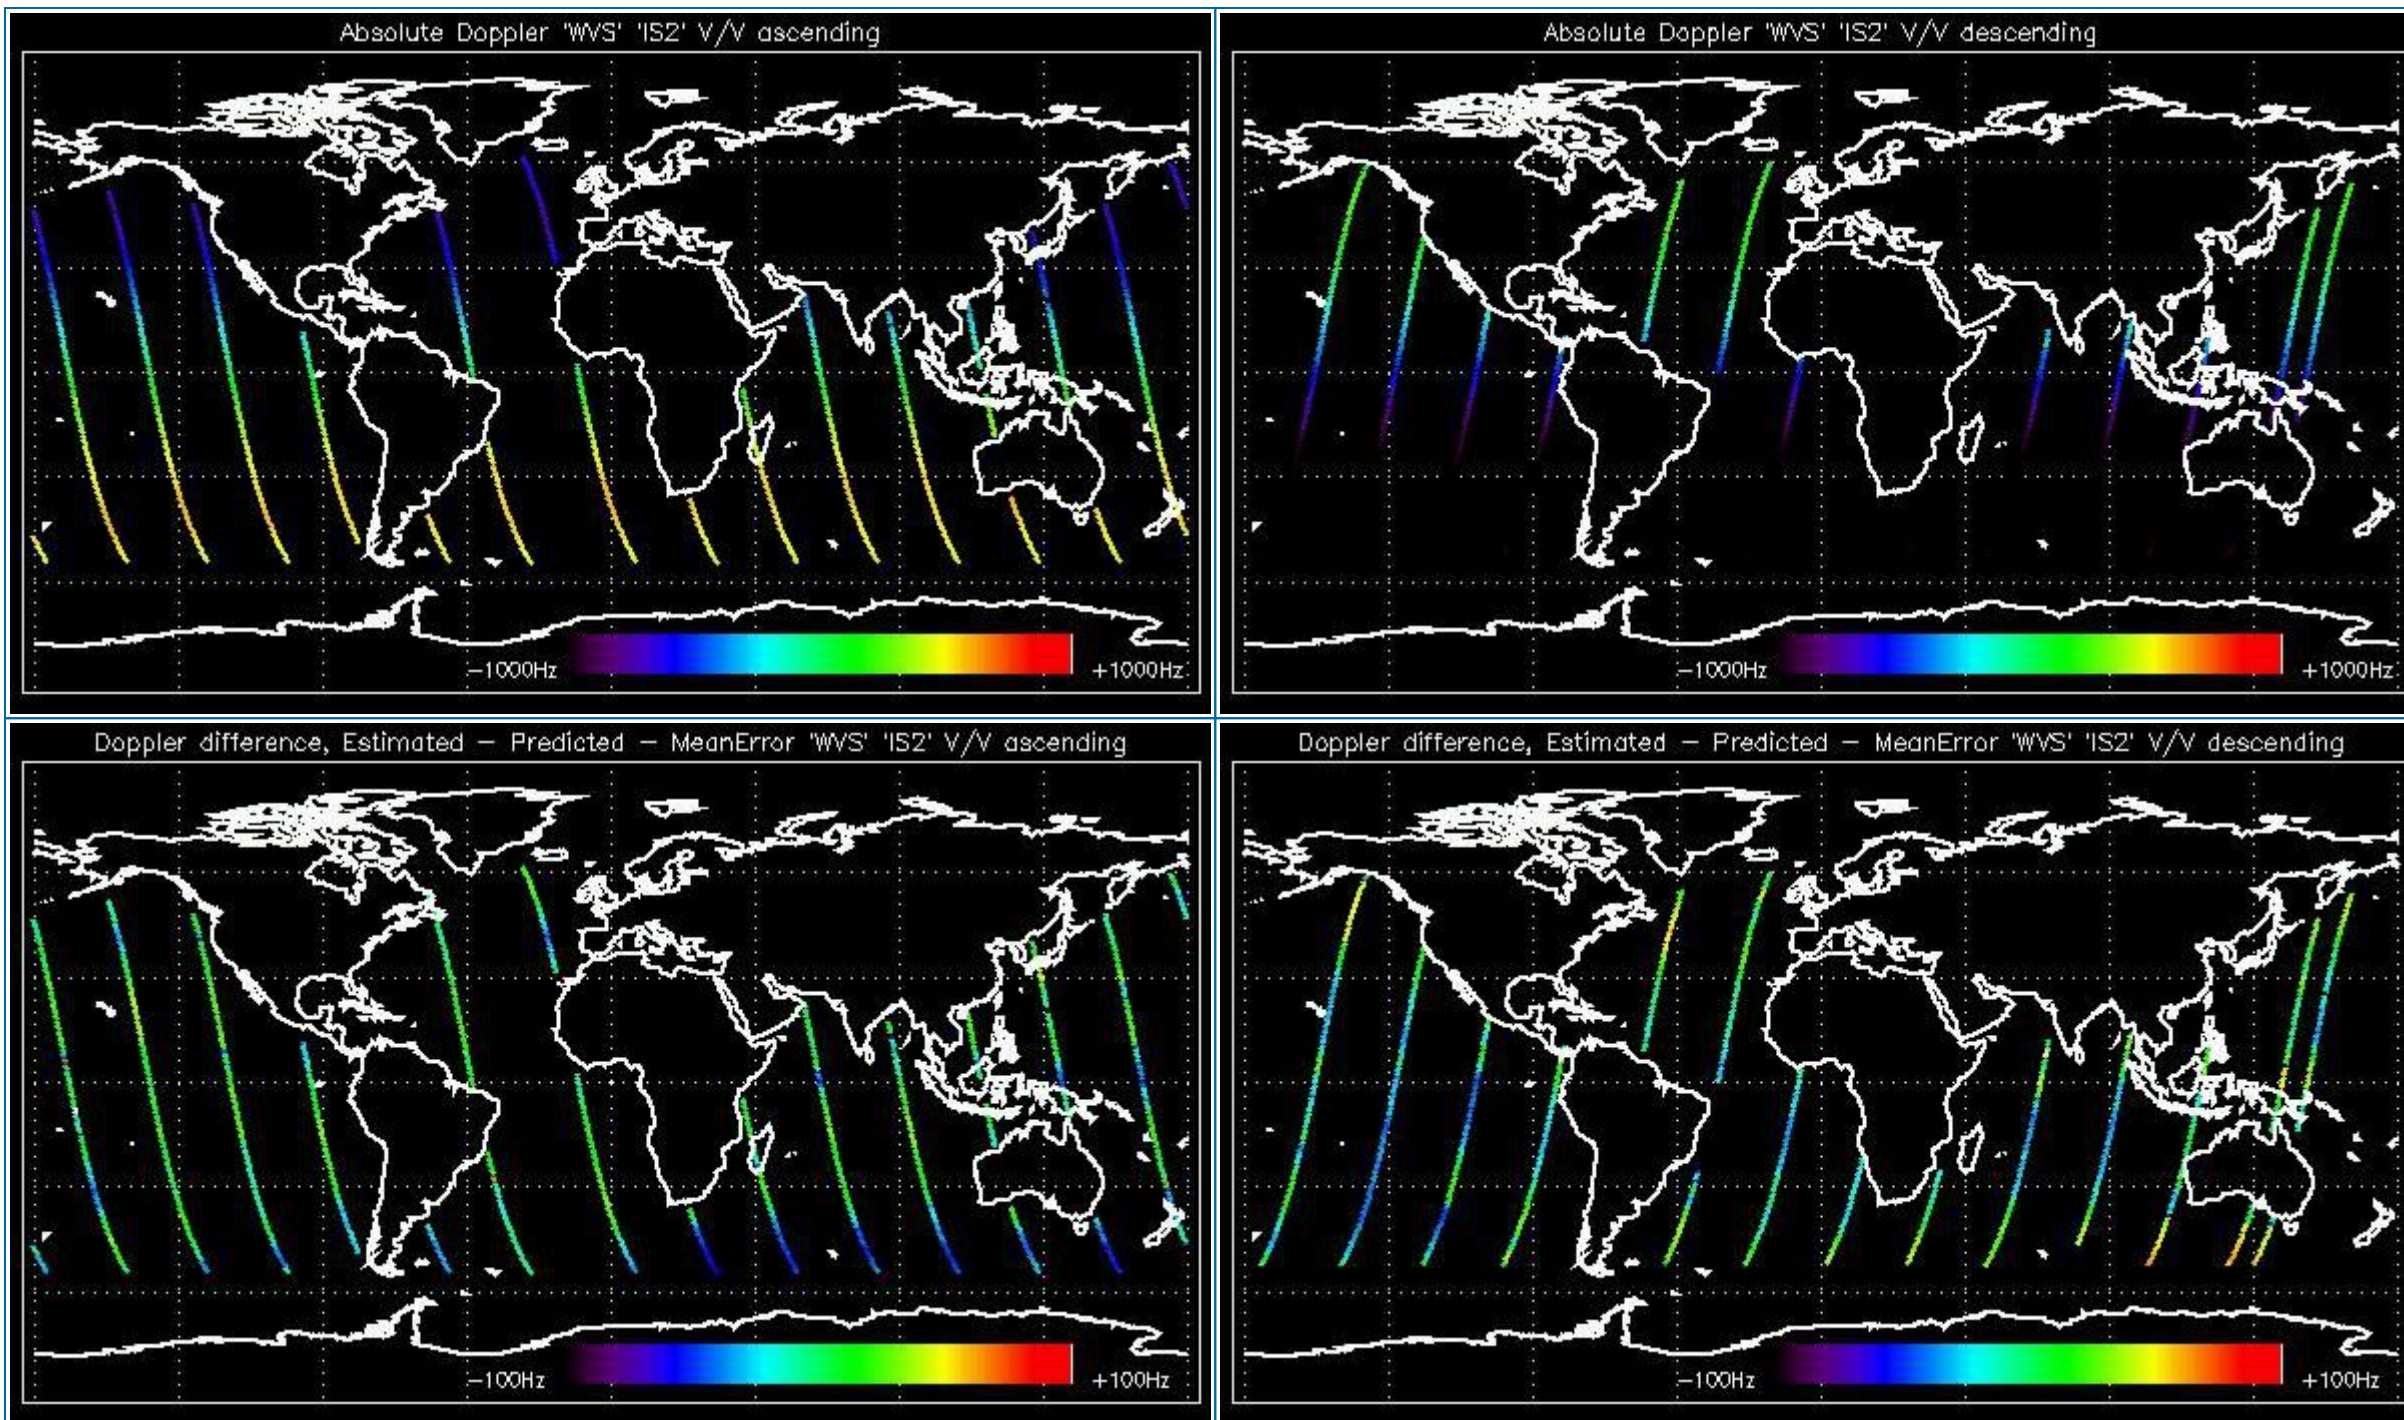 Absolute Doppler 'WVS' 'IS2' V/V ascending
-1000Hz
+1000Hz
Absolute Doppler 'WVS' 'IS2' V/V descending
-1000Hz
+1000Hz
Doppler difference, Estimated - Predicted - MeanError 'WVS' 'IS2' V/V ascending
-100Hz
+100Hz
Doppler difference, Estimated - Predicted - MeanError 'WVS' 'IS2' V/V descending
-100Hz
+100Hz